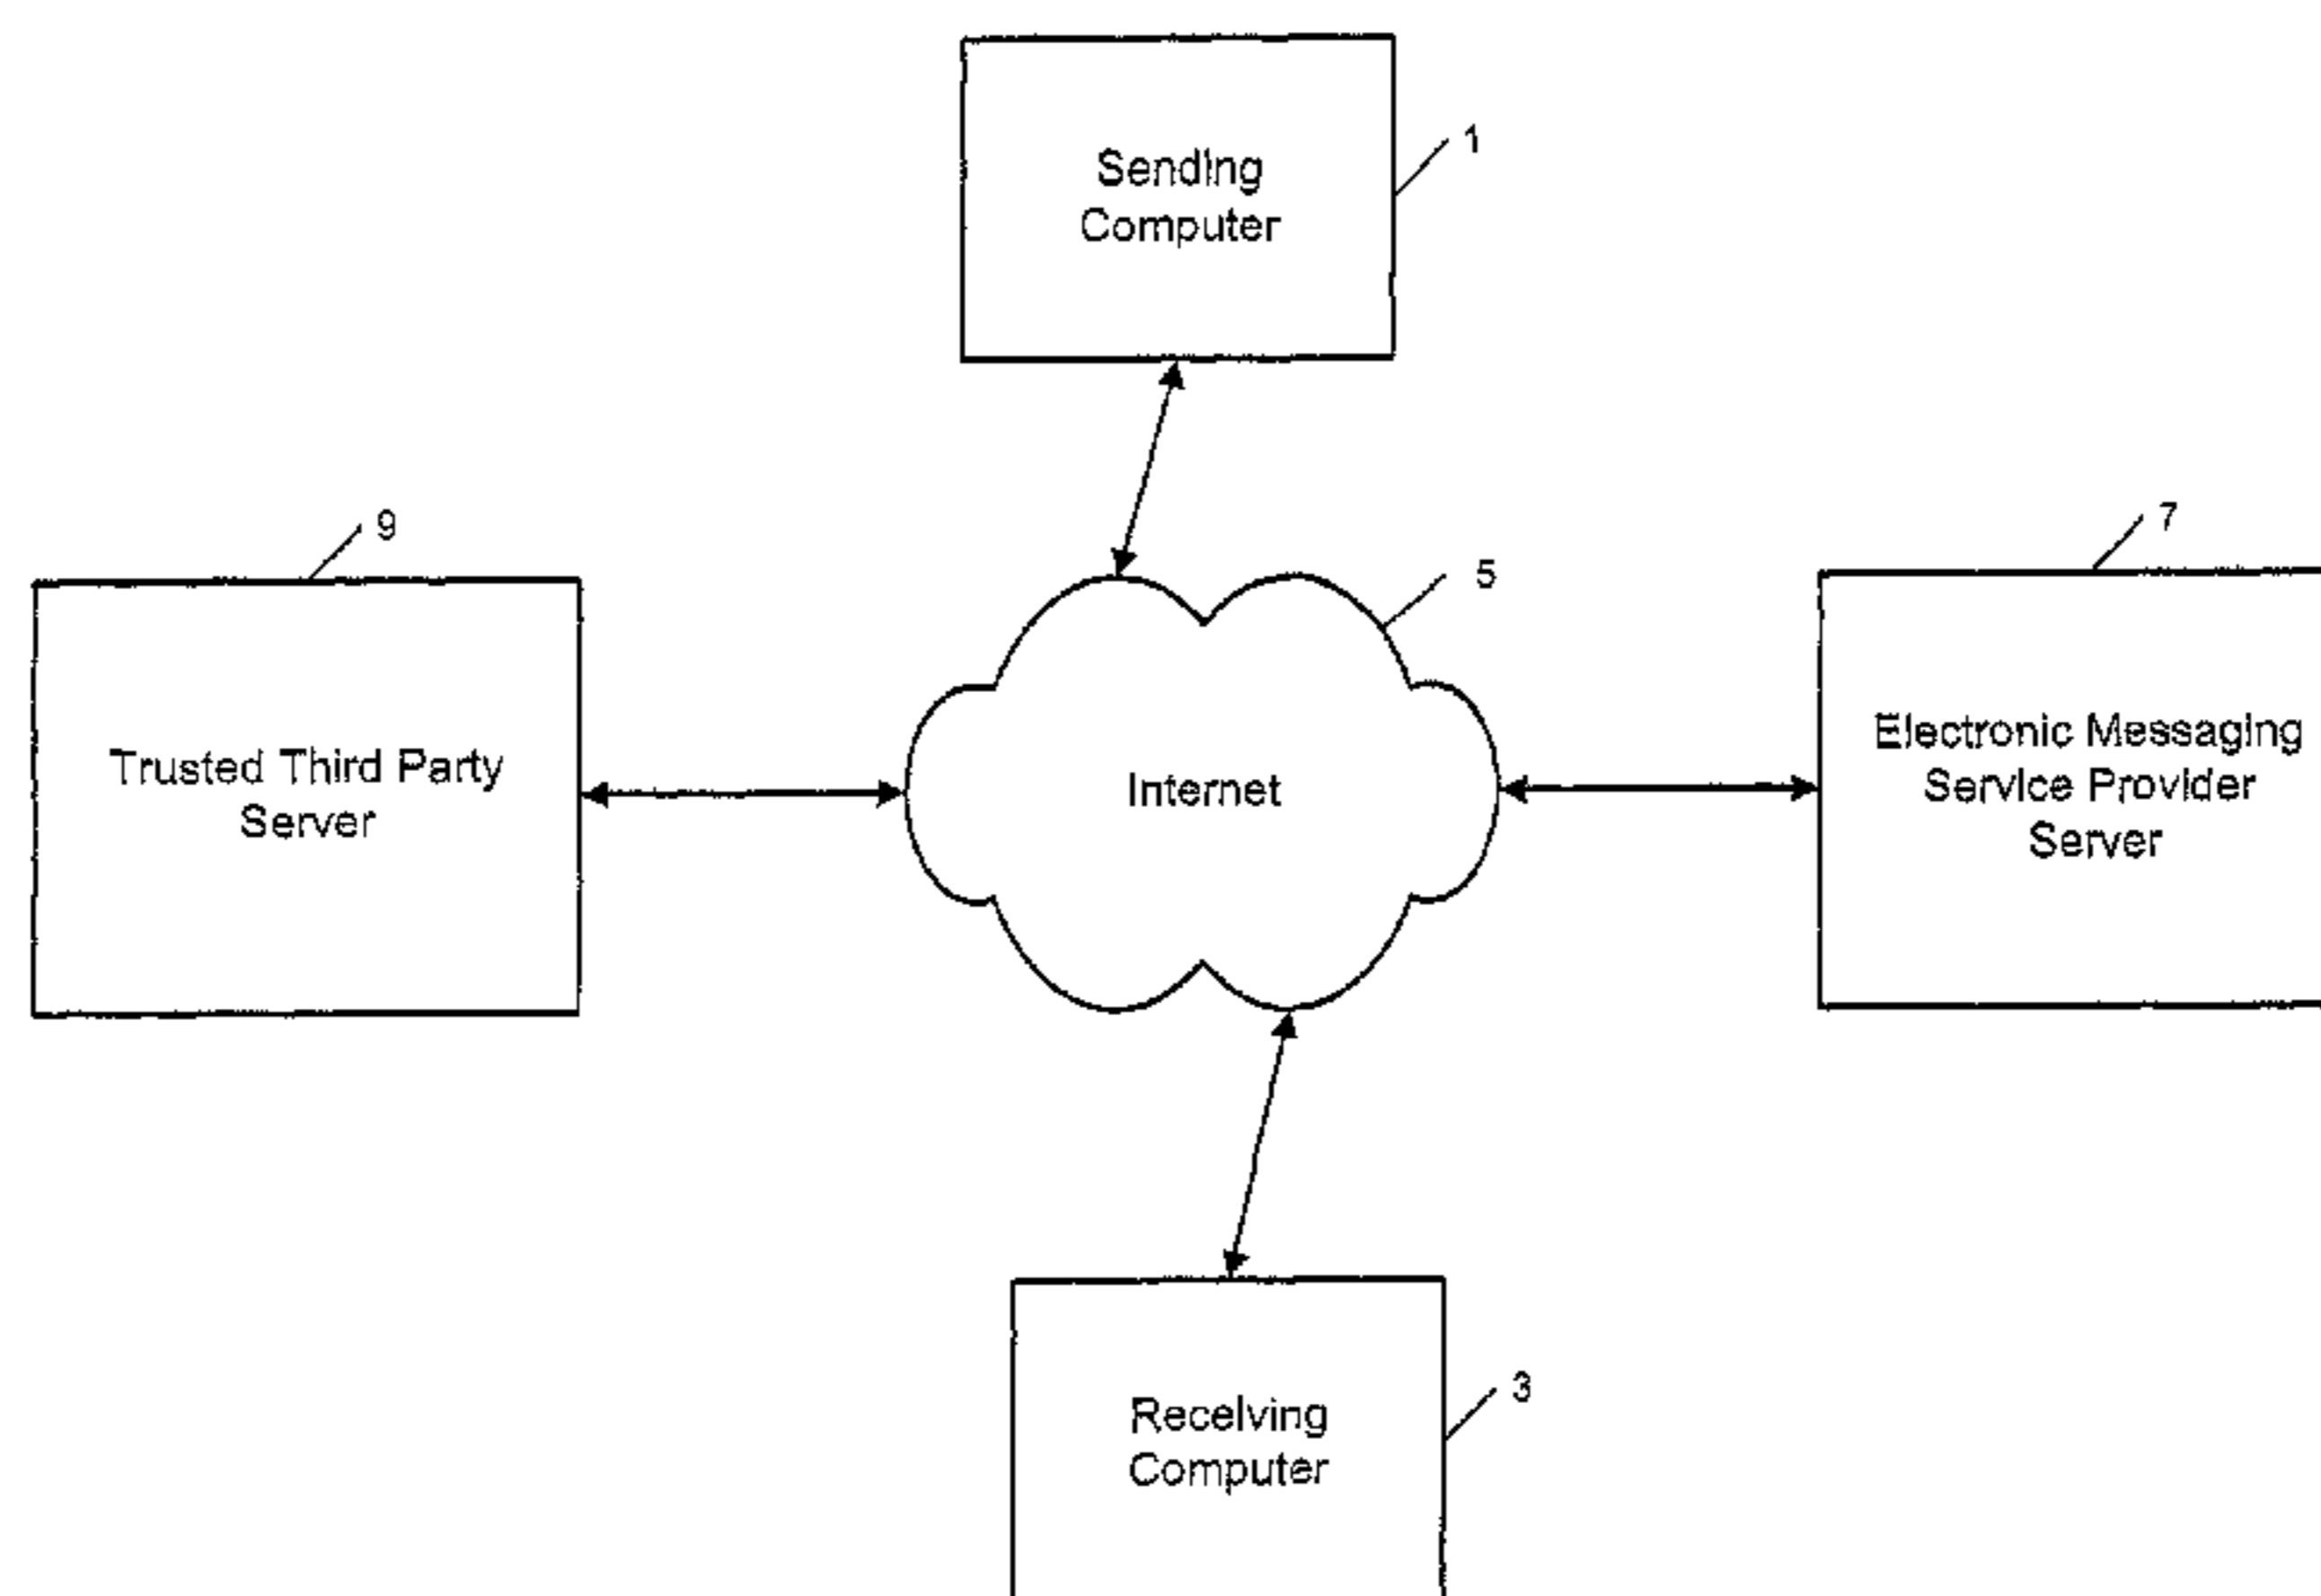 Sending
Computer
1
9
7
5
Trusted Third Party
Server
Internet
Electronic Messaging
Service Provider
Server
Receiving
Computer
3